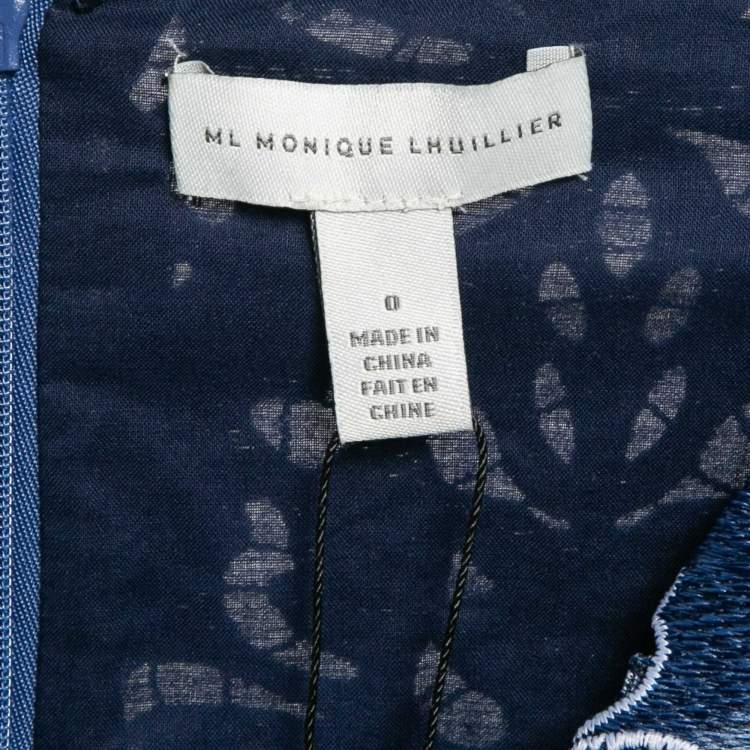 ML MONIQUE LHUILLIER
0
MADE IN
CHINA
FAIT EN
CHINE